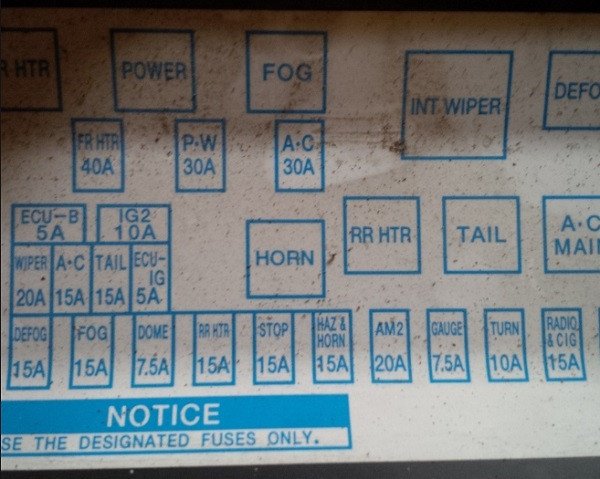 R HTR
POWER
FOG
INT WIPER
DEFO
FR HTR
40A
P·W
30A
A·C
30A
ECU-B
5A
IG2
10A
HORN
RR HTR
TAIL
A·C
MAI
WIPER
20A
A·C
15A
TAIL
15A
ECU-
IG
5A
DEFOG
15A
FOG
15A
DOME
7.5A
RR HTR
15A
STOP
15A
HAZ &
HORN
15A
AM2
20A
GAUGE
7.5A
TURN
10A
RADIO
& CIG
15A
NOTICE
SE THE DESIGNATED FUSES ONLY.